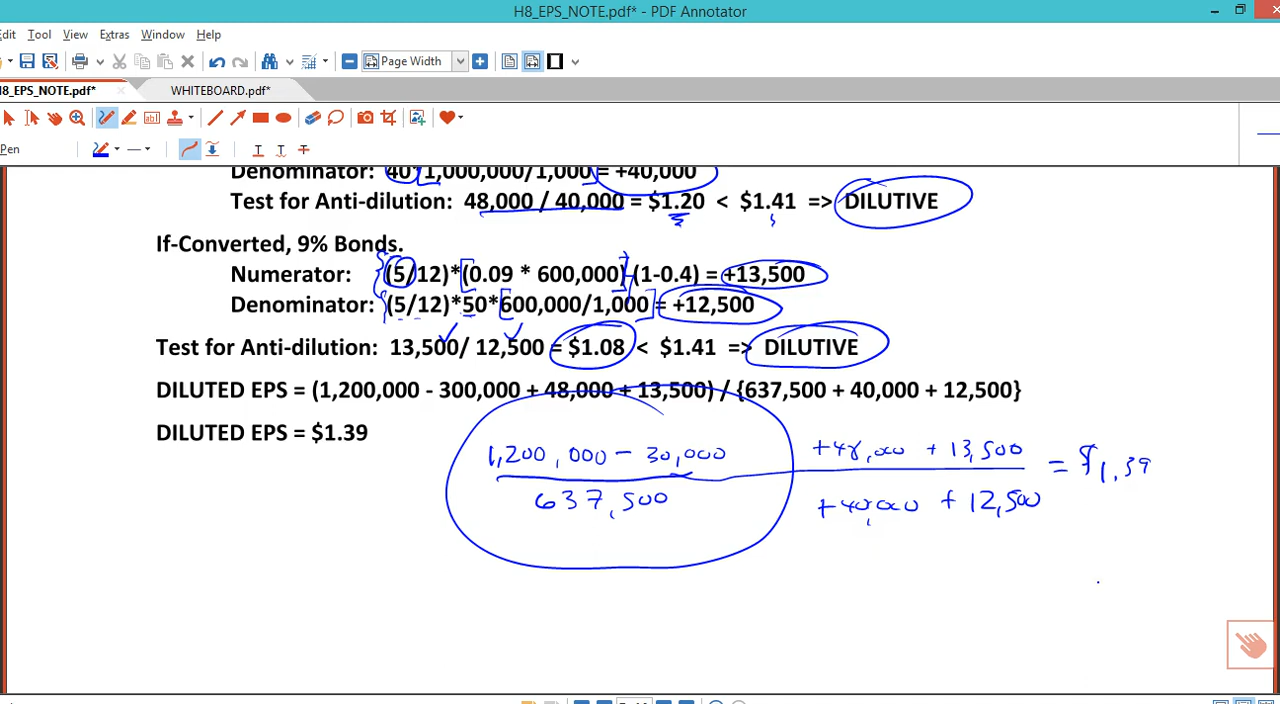 H8_EPS_NOTE.pdf* - PDF Annotator
dit Tool View Extras Window Help
Page Width
H8_EPS_NOTE.pdf* WHITEBOARD.pdf*
Pen
Denominator: 40*1,000,000/1,000 = +40,000
Test for Anti-dilution: 48,000 / 40,000 = $1.20 < $1.41 => DILUTIVE
If-Converted, 9% Bonds.
Numerator: (5/12)*(0.09 * 600,000) (1-0.4) = +13,500
Denominator: (5/12)*50*600,000/1,000 = +12,500
Test for Anti-dilution: 13,500/ 12,500 = $1.08 < $1.41 => DILUTIVE
DILUTED EPS = (1,200,000 - 300,000 + 48,000 + 13,500) / {637,500 + 40,000 + 12,500}
DILUTED EPS = $1.39
1,200,000 - 30,000 +48,000 + 13,500
= $1.39
637,500 +40,000 + 12,500